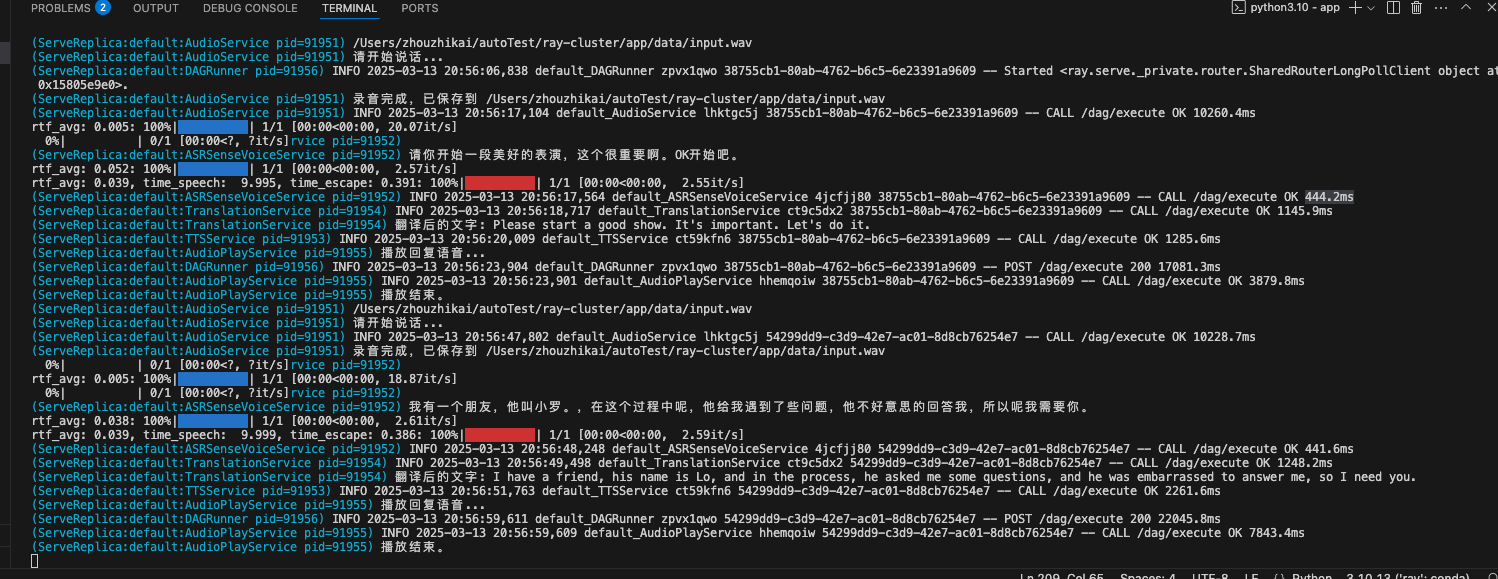 PROBLEMS 2 OUTPUT DEBUG CONSOLE TERMINAL PORTS python3.10 - app
(ServeReplica:default:AudioService pid=91951) /Users/zhouzhikai/autoTest/ray-cluster/app/data/input.wav
(ServeReplica:default:AudioService pid=91951) 请开始说话...
(ServeReplica:default:DAGRunner pid=91956) INFO 2025-03-13 20:56:06,838 default_DAGRunner zpvx1qwo 38755cb1-80ab-4762-b6c5-6e23391a9609 -- Started <ray.serve._private.router.SharedRouterLongPollClient object at
0x15805e9e0>.
(ServeReplica:default:AudioService pid=91951) 录音完成，已保存到 /Users/zhouzhikai/autoTest/ray-cluster/app/data/input.wav
(ServeReplica:default:AudioService pid=91951) INFO 2025-03-13 20:56:17,104 default_AudioService lhktgc5j 38755cb1-80ab-4762-b6c5-6e23391a9609 -- CALL /dag/execute OK 10260.4ms
rtf_avg: 0.005: 100%|██████████| 1/1 [00:00<00:00, 20.07it/s]
0%| | 0/1 [00:00<?, ?it/s]rvice pid=91952)
(ServeReplica:default:ASRSenseVoiceService pid=91952) 请你开始一段美好的表演，这个很重要啊。OK开始吧。
rtf_avg: 0.052: 100%|██████████| 1/1 [00:00<00:00, 2.57it/s]
rtf_avg: 0.039, time_speech: 9.995, time_escape: 0.391: 100%|██████████| 1/1 [00:00<00:00, 2.55it/s]
(ServeReplica:default:ASRSenseVoiceService pid=91952) INFO 2025-03-13 20:56:17,564 default_ASRSenseVoiceService 4jcfjj80 38755cb1-80ab-4762-b6c5-6e23391a9609 -- CALL /dag/execute OK 444.2ms
(ServeReplica:default:TranslationService pid=91954) INFO 2025-03-13 20:56:18,717 default_TranslationService ct9c5dx2 38755cb1-80ab-4762-b6c5-6e23391a9609 -- CALL /dag/execute OK 1145.9ms
(ServeReplica:default:TranslationService pid=91954) 翻译后的文字: Please start a good show. It's important. Let's do it.
(ServeReplica:default:TTSService pid=91953) INFO 2025-03-13 20:56:20,009 default_TTSService ct59kfn6 38755cb1-80ab-4762-b6c5-6e23391a9609 -- CALL /dag/execute OK 1285.6ms
(ServeReplica:default:AudioPlayService pid=91955) 播放回复语音...
(ServeReplica:default:DAGRunner pid=91956) INFO 2025-03-13 20:56:23,904 default_DAGRunner zpvx1qwo 38755cb1-80ab-4762-b6c5-6e23391a9609 -- POST /dag/execute 200 17081.3ms
(ServeReplica:default:AudioPlayService pid=91955) INFO 2025-03-13 20:56:23,901 default_AudioPlayService hhemqoiw 38755cb1-80ab-4762-b6c5-6e23391a9609 -- CALL /dag/execute OK 3879.8ms
(ServeReplica:default:AudioPlayService pid=91955) 播放结束。
(ServeReplica:default:AudioService pid=91951) /Users/zhouzhikai/autoTest/ray-cluster/app/data/input.wav
(ServeReplica:default:AudioService pid=91951) 请开始说话...
(ServeReplica:default:AudioService pid=91951) INFO 2025-03-13 20:56:47,802 default_AudioService lhktgc5j 54299dd9-c3d9-42e7-ac01-8d8cb76254e7 -- CALL /dag/execute OK 10228.7ms
(ServeReplica:default:AudioService pid=91951) 录音完成，已保存到 /Users/zhouzhikai/autoTest/ray-cluster/app/data/input.wav
0%| | 0/1 [00:00<?, ?it/s]rvice pid=91952)
rtf_avg: 0.005: 100%|██████████| 1/1 [00:00<00:00, 18.87it/s]
0%| | 0/1 [00:00<?, ?it/s]rvice pid=91952)
(ServeReplica:default:ASRSenseVoiceService pid=91952) 我有一个朋友，他叫小罗。，在这个过程中呢，他给我遇到了些问题，他不好意思的回答我，所以呢我需要你。
rtf_avg: 0.038: 100%|██████████| 1/1 [00:00<00:00, 2.61it/s]
rtf_avg: 0.039, time_speech: 9.999, time_escape: 0.386: 100%|██████████| 1/1 [00:00<00:00, 2.59it/s]
(ServeReplica:default:ASRSenseVoiceService pid=91952) INFO 2025-03-13 20:56:48,248 default_ASRSenseVoiceService 4jcfjj80 54299dd9-c3d9-42e7-ac01-8d8cb76254e7 -- CALL /dag/execute OK 441.6ms
(ServeReplica:default:TranslationService pid=91954) INFO 2025-03-13 20:56:49,498 default_TranslationService ct9c5dx2 54299dd9-c3d9-42e7-ac01-8d8cb76254e7 -- CALL /dag/execute OK 1248.2ms
(ServeReplica:default:TranslationService pid=91954) 翻译后的文字: I have a friend, his name is Lo, and in the process, he asked me some questions, and he was embarrassed to answer me, so I need you.
(ServeReplica:default:TTSService pid=91953) INFO 2025-03-13 20:56:51,763 default_TTSService ct59kfn6 54299dd9-c3d9-42e7-ac01-8d8cb76254e7 -- CALL /dag/execute OK 2261.6ms
(ServeReplica:default:AudioPlayService pid=91955) 播放回复语音...
(ServeReplica:default:DAGRunner pid=91956) INFO 2025-03-13 20:56:59,611 default_DAGRunner zpvx1qwo 54299dd9-c3d9-42e7-ac01-8d8cb76254e7 -- POST /dag/execute 200 22045.8ms
(ServeReplica:default:AudioPlayService pid=91955) INFO 2025-03-13 20:56:59,609 default_AudioPlayService hhemqoiw 54299dd9-c3d9-42e7-ac01-8d8cb76254e7 -- CALL /dag/execute OK 7843.4ms
(ServeReplica:default:AudioPlayService pid=91955) 播放结束。
Ln 209, Col 65 Spaces: 4 UTF-8 LF Python 3.10.13 ('ray': conda)